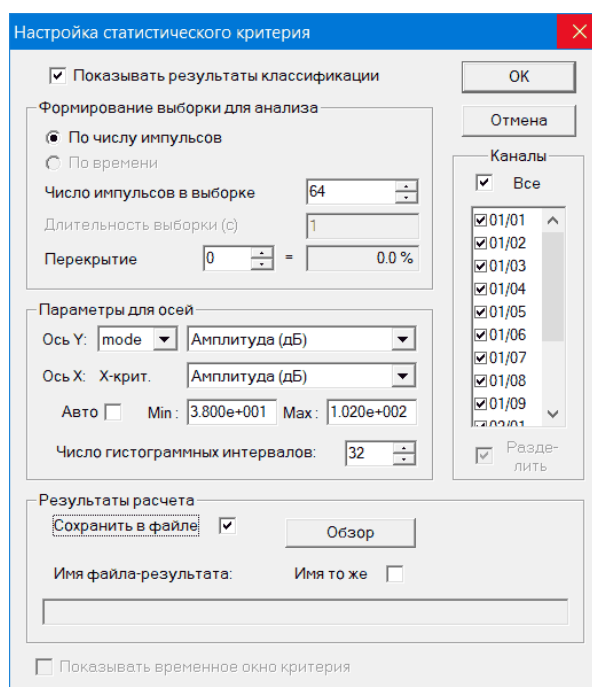 Настройка статистического критерия
Показывать результаты классификации
OK
Отмена
Формирование выборки для анализа
По числу импульсов
По времени
Число импульсов в выборке 64
Длительность выборки (с) 1
Перекрытие 0 = 0.0 %
Каналы
Все
01/01
01/02
01/03
01/04
01/05
01/06
01/07
01/08
01/09
02/01
Разде-
лить
Параметры для осей
Ось Y: mode Амплитуда (дБ)
Ось X: X-крит. Амплитуда (дБ)
Авто Min: 3.800e+001 Max: 1.020e+002
Число гистограммных интервалов: 32
Результаты расчета
Сохранить в файле Обзор
Имя файла-результата: Имя то же
Показывать временное окно критерия